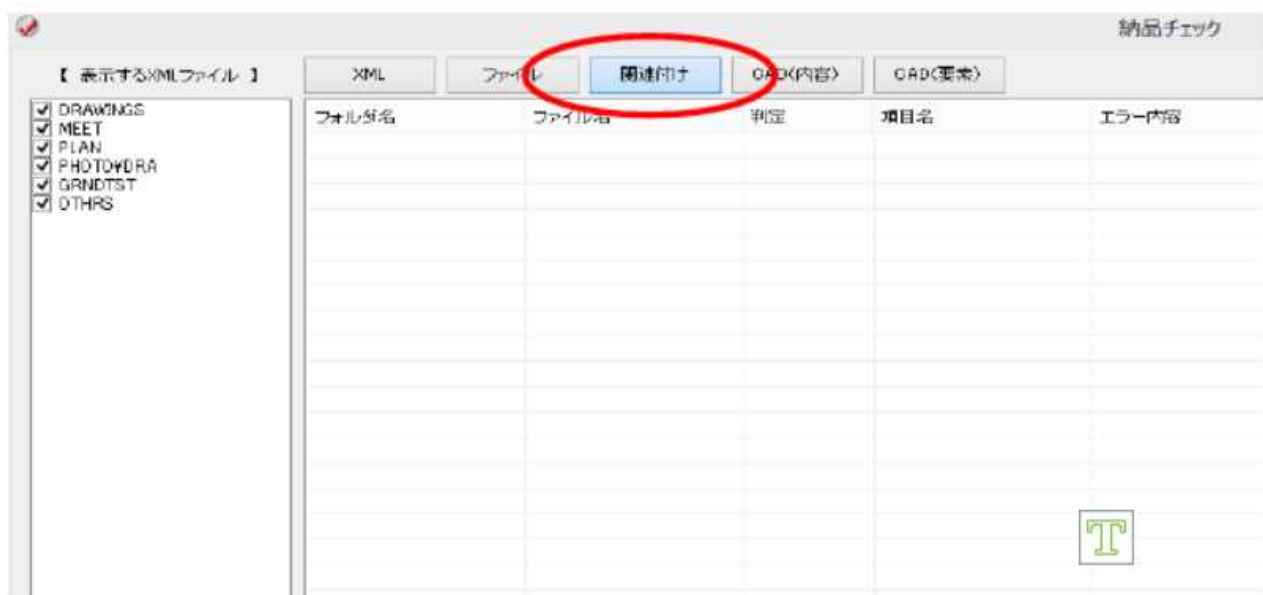 納品チェック
【 表示するXMLファイル 】
XML ファイル 関連付け CAD(内容) CAD(要素)
DRAWINGS
MEET
PLAN
PHOTO¥DRA
GRNDTST
OTHRS
フォルダ名 ファイル名 判定 項目名 エラー内容
T